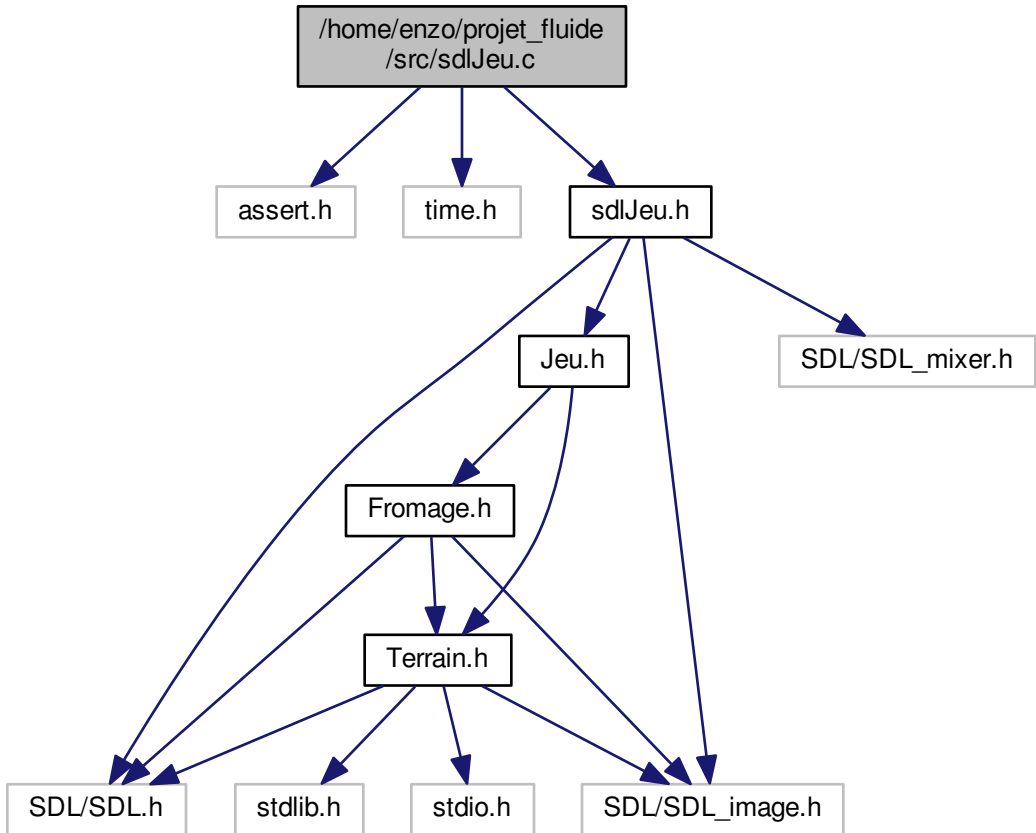 /home/enzo/projet_fluide
/src/sdlJeu.c
assert.h
time.h
sdlJeu.h
Jeu.h
SDL/SDL_mixer.h
Fromage.h
Terrain.h
SDL/SDL.h
stdlib.h
stdio.h
SDL/SDL_image.h